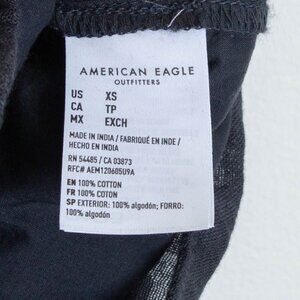 AMERICAN EAGLE
OUTFITTERS
US XS
CA TP
MX EXCH
MADE IN INDIA / FABRIQUÉ EN INDE /
HECHO EN INDIA
RN 54485 / CA 03873
RFC# AEM120605U9A
EN 100% COTTON
FR 100% COTON
SP EXTERIOR: 100% algodón; FORRO:
100% algodón.